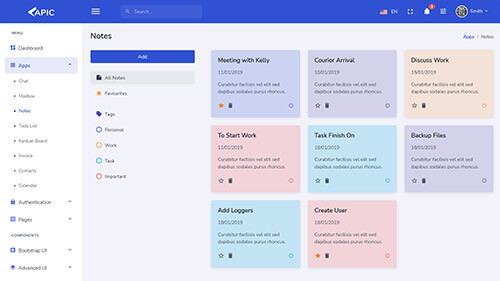 APIC
Search...
EN
3
Smith
MENU
Dashboard
Apps
Chat
Mailbox
Notes
Todo List
Kanban Board
Invoice
Contacts
Calendar
Authentication
Pages
COMPONENTS
Bootstrap UI
Advanced UI
Notes
Apps / Notes
Add
All Notes
Favourites
Tags
Personal
Work
Task
Important
Meeting with Kelly
11/01/2019
Curabitur facilisis vel elit sed
dapibus sodales purus rhoncus.
Courior Arrival
10/01/2019
Curabitur facilisis vel elit sed
dapibus sodales purus rhoncus.
Discuss Work
19/01/2019
Curabitur facilisis vel elit sed
dapibus sodales purus rhoncus.
To Start Work
11/01/2019
Curabitur facilisis vel elit sed
dapibus sodales purus rhoncus.
Task Finish On
18/01/2019
Curabitur facilisis vel elit sed
dapibus sodales purus rhoncus.
Backup Files
18/01/2019
Curabitur facilisis vel elit sed
dapibus sodales purus rhoncus.
Add Loggers
18/01/2019
Curabitur facilisis vel elit sed
dapibus sodales purus rhoncus.
Create User
18/01/2019
Curabitur facilisis vel elit sed
dapibus sodales purus rhoncus.